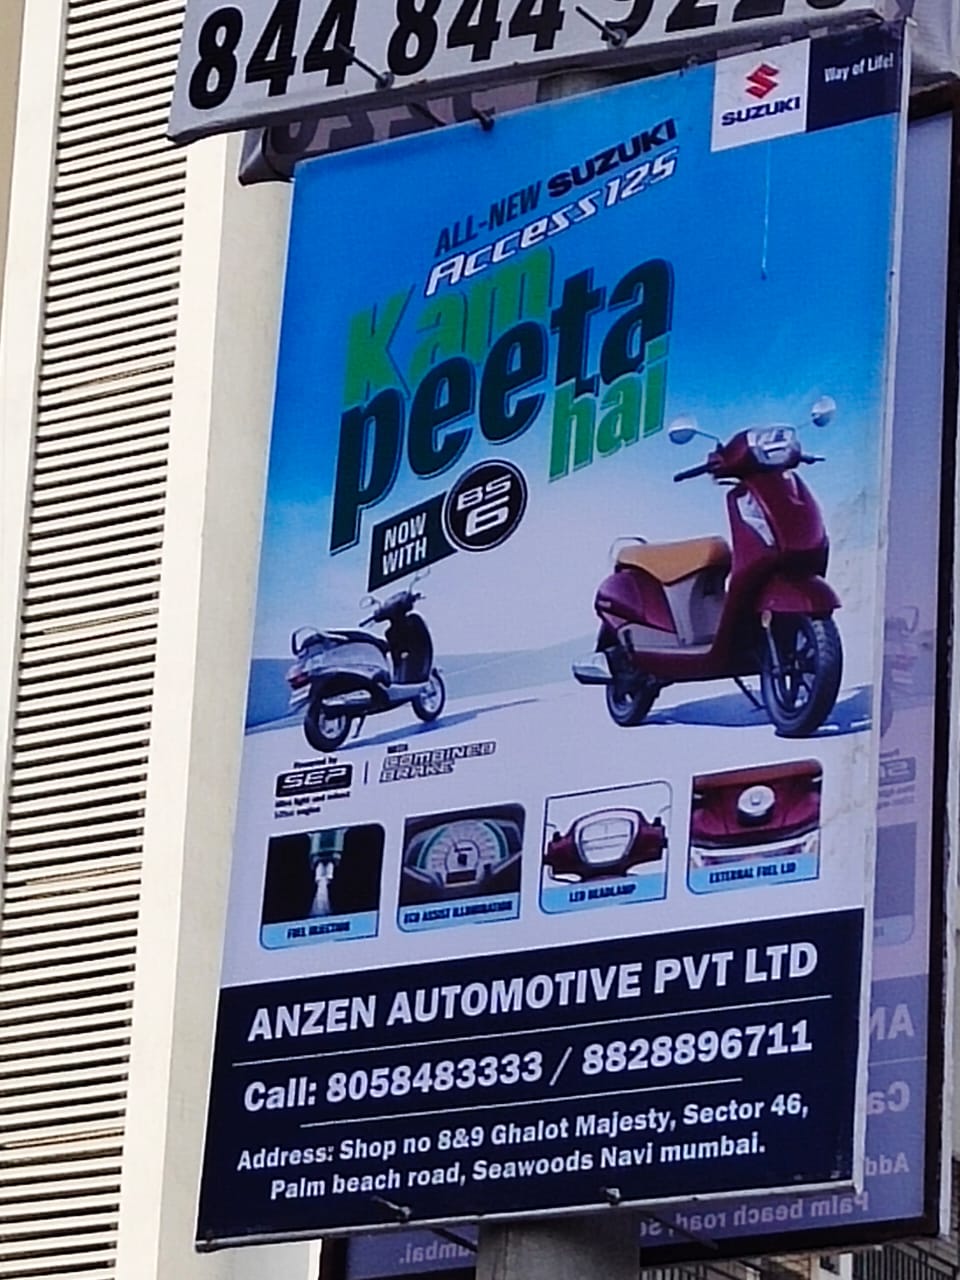 844 844
SUZUKI
Way of Life!
ALL-NEW SUZUKI
Access 125
Kam
peeta
hai
NOW
WITH
BS
6
Powered by
SEP
COMBINED
BRAKE
FUEL INJECTION
ECO ASSIST ILLUMINATION
LED HEADLAMP
EXTERNAL FUEL LID
ANZEN AUTOMOTIVE PVT LTD
Call: 8058483333 / 8828896711
Address: Shop no 8&9 Ghalot Majesty, Sector 46,
Palm beach road, Seawoods Navi mumbai.